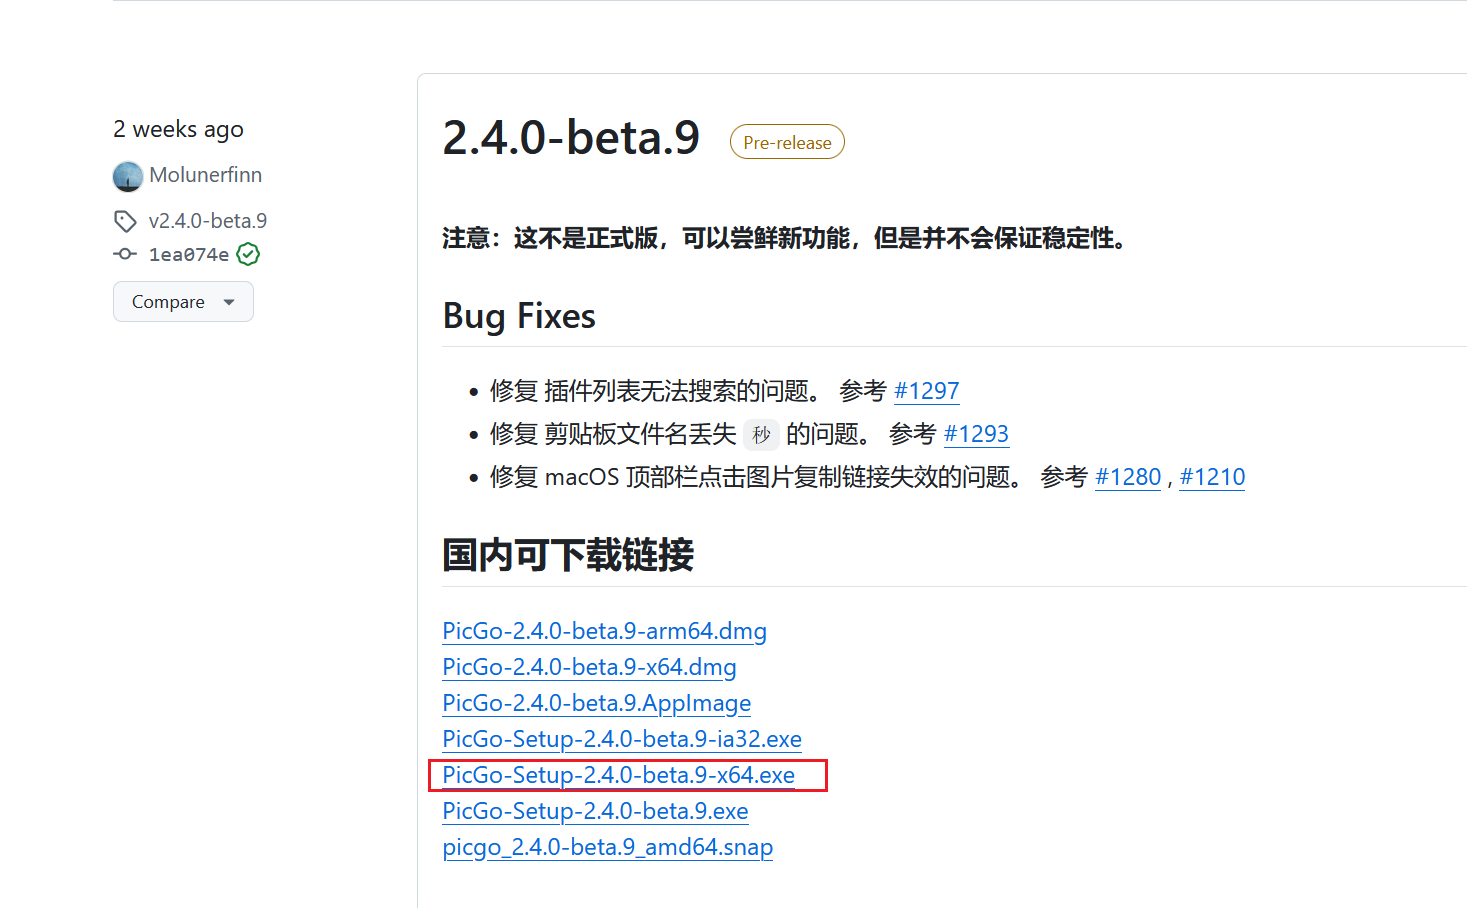 2 weeks ago
Molunerfinn
v2.4.0-beta.9
1ea074e
Compare
2.4.0-beta.9 Pre-release
注意：这不是正式版，可以尝鲜新功能，但是并不会保证稳定性。
Bug Fixes
修复 插件列表无法搜索的问题。 参考 #1297
修复 剪贴板文件名丢失 秒 的问题。 参考 #1293
修复 macOS 顶部栏点击图片复制链接失效的问题。 参考 #1280 , #1210
国内可下载链接
PicGo-2.4.0-beta.9-arm64.dmg
PicGo-2.4.0-beta.9-x64.dmg
PicGo-2.4.0-beta.9.AppImage
PicGo-Setup-2.4.0-beta.9-ia32.exe
PicGo-Setup-2.4.0-beta.9-x64.exe
PicGo-Setup-2.4.0-beta.9.exe
picgo_2.4.0-beta.9_amd64.snap